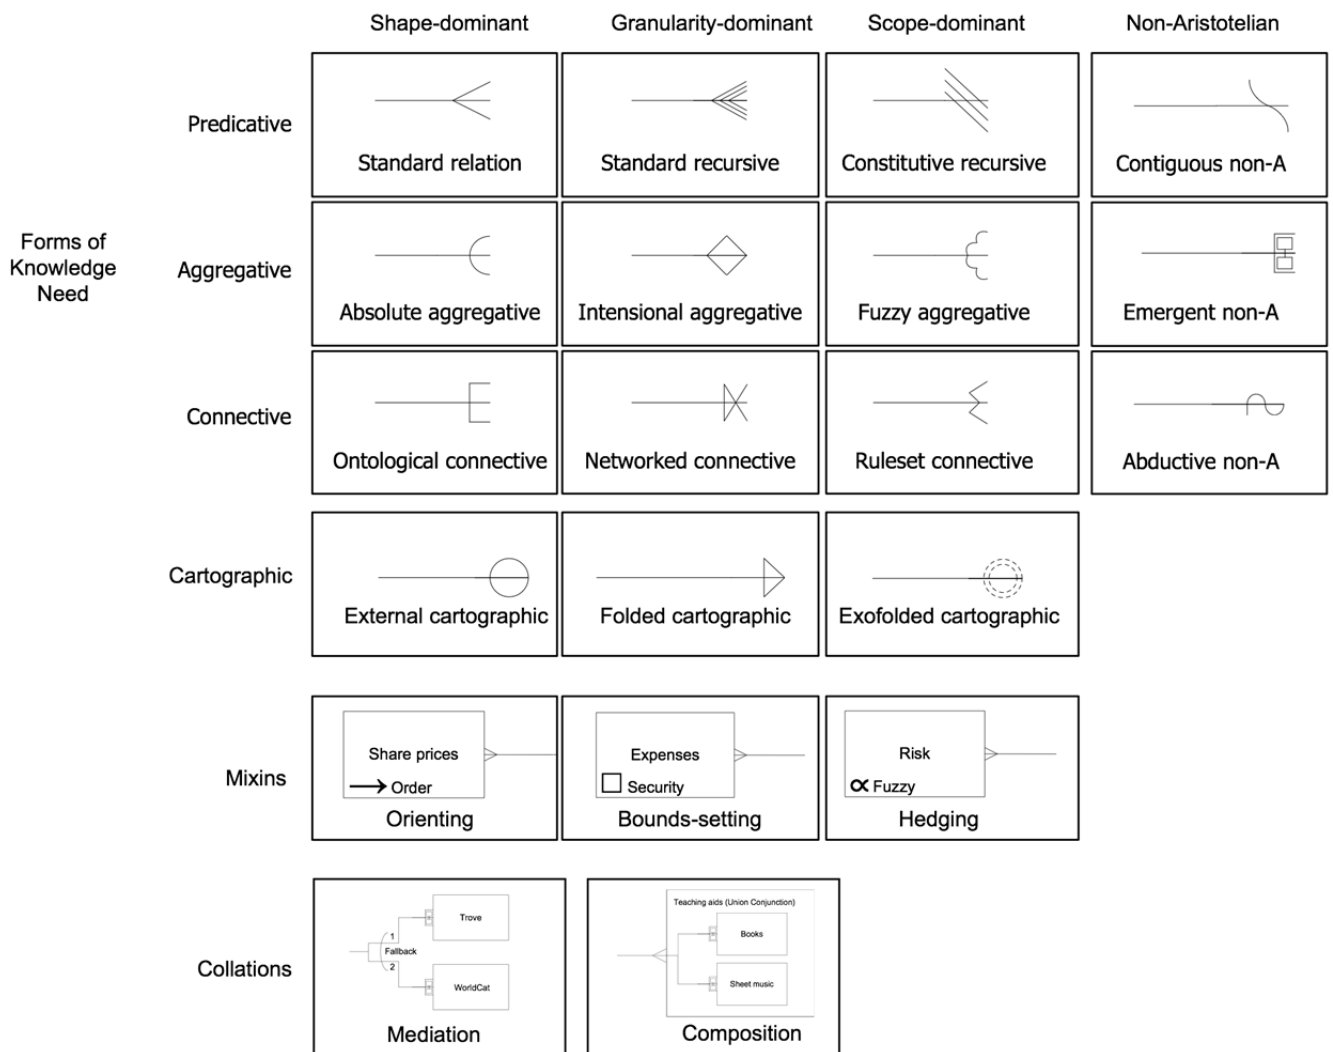 Shape-dominant
Granularity-dominant
Scope-dominant
Non-Aristotelian
Forms of
Knowledge
Need
Predicative
Standard relation
Standard recursive
Constitutive recursive
Contiguous non-A
Aggregative
Absolute aggregative
Intensional aggregative
Fuzzy aggregative
Emergent non-A
Connective
Ontological connective
Networked connective
Ruleset connective
Abductive non-A
Cartographic
External cartographic
Folded cartographic
Exofolded cartographic
Mixins
Share prices
Order
Orienting
Expenses
Security
Bounds-setting
Risk
∝ Fuzzy
Hedging
Collations
Trove
1
Fallback
2
WorldCat
Mediation
Teaching aids (Union Conjunction)
Books
Sheet music
Composition